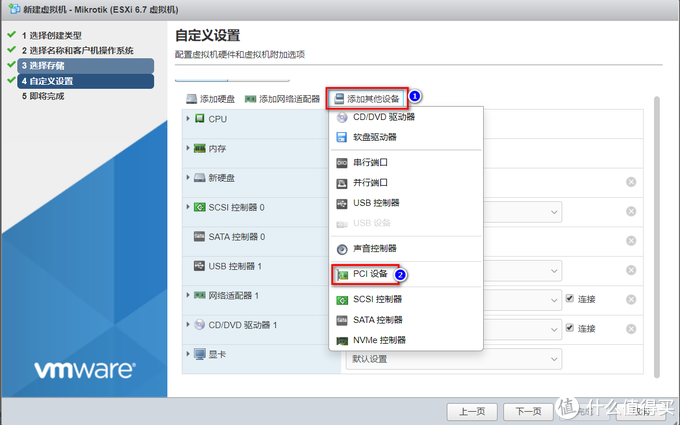 新建虚拟机 - Mikrotik (ESXi 6.7 虚拟机)
1 选择创建类型
2 选择名称和客户机操作系统
3 选择存储
4 自定义设置
5 即将完成
自定义设置
配置虚拟机硬件和虚拟机附加选项
添加硬盘 添加网络适配器 添加其他设备 1
CPU
内存
新硬盘
SCSI 控制器 0
SATA 控制器 0
USB 控制器 1
网络适配器 1 连接
CD/DVD 驱动器 1 连接
显卡 默认设置
CD/DVD 驱动器
软盘驱动器
串行端口
并行端口
USB 控制器
USB 设备
声音控制器
PCI 设备 2
SCSI 控制器
SATA 控制器
NVMe 控制器
vmware
上一页 下一页
值 什么值得买